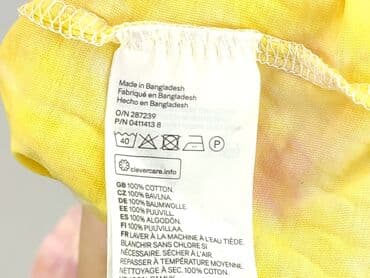 Made in Bangladesh
Fabriqué en Bangladesh
Hecho en Bangladesh
O/N 287239
P/N 0411413 8
40 P
clevercare.info
GB 100% COTTON.
CZ 100% BAVLNA.
DE 100% BAUMWOLLE.
EE 100% PUUVILL.
ES 100% ALGODÓN.
FI 100% PUUVILLAA.
FR LAVER À LA MACHINE À L'EAU TIÈDE.
BLANCHIR SANS CHLORE SI
NÉCESSAIRE. SÉCHER À L'AIR.
REPASSER À TEMPÉRATURE MOYENNE.
NETTOYAGE À SEC. 100% COTON.